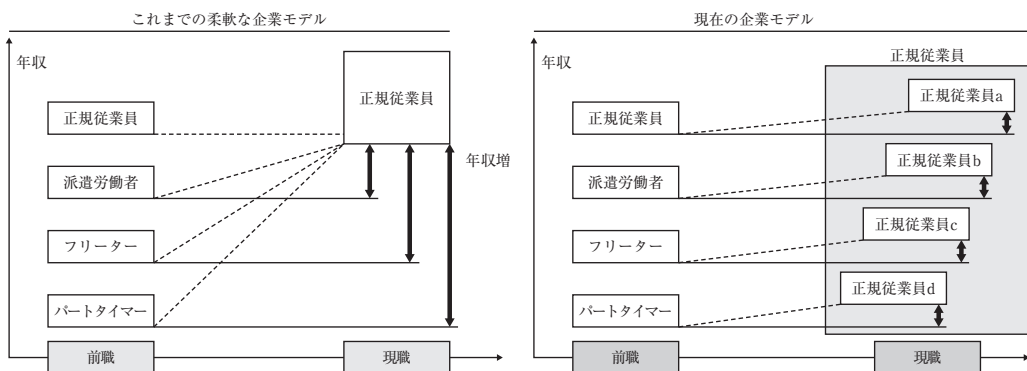 これまでの柔軟な企業モデル
年収
正規従業員
派遣労働者
フリーター
パートタイマー
正規従業員
年収増
前職
現職
現在の企業モデル
年収
正規従業員
正規従業員
派遣労働者
フリーター
パートタイマー
正規従業員a
正規従業員b
正規従業員c
正規従業員d
前職
現職